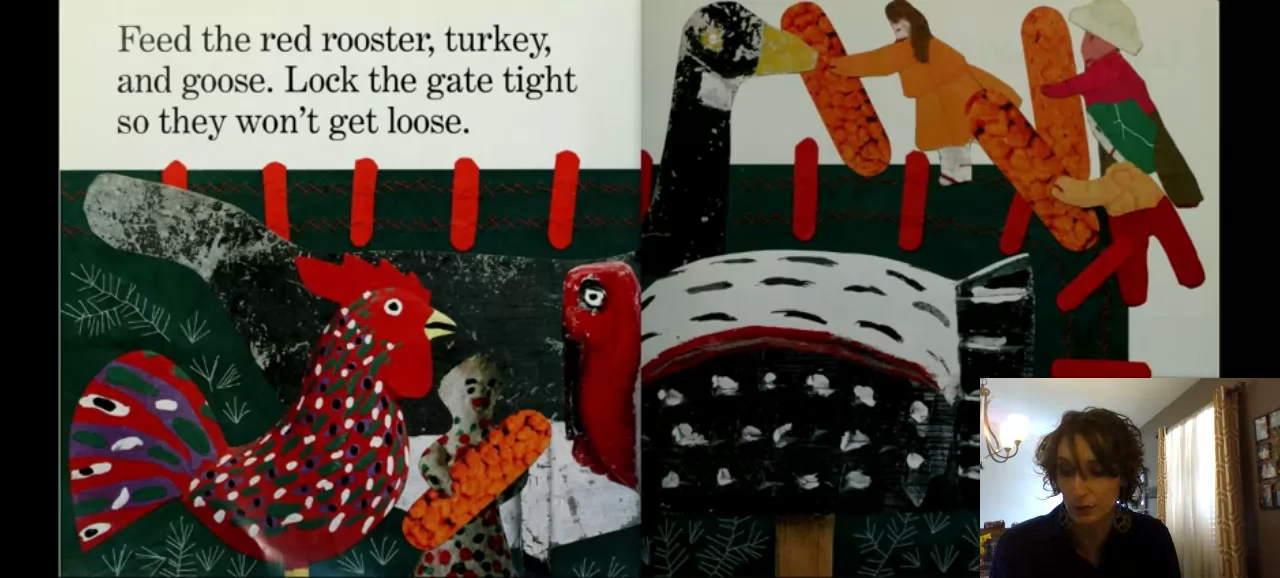 Feed the red rooster, turkey,
and goose. Lock the gate tight
so they won't get loose.